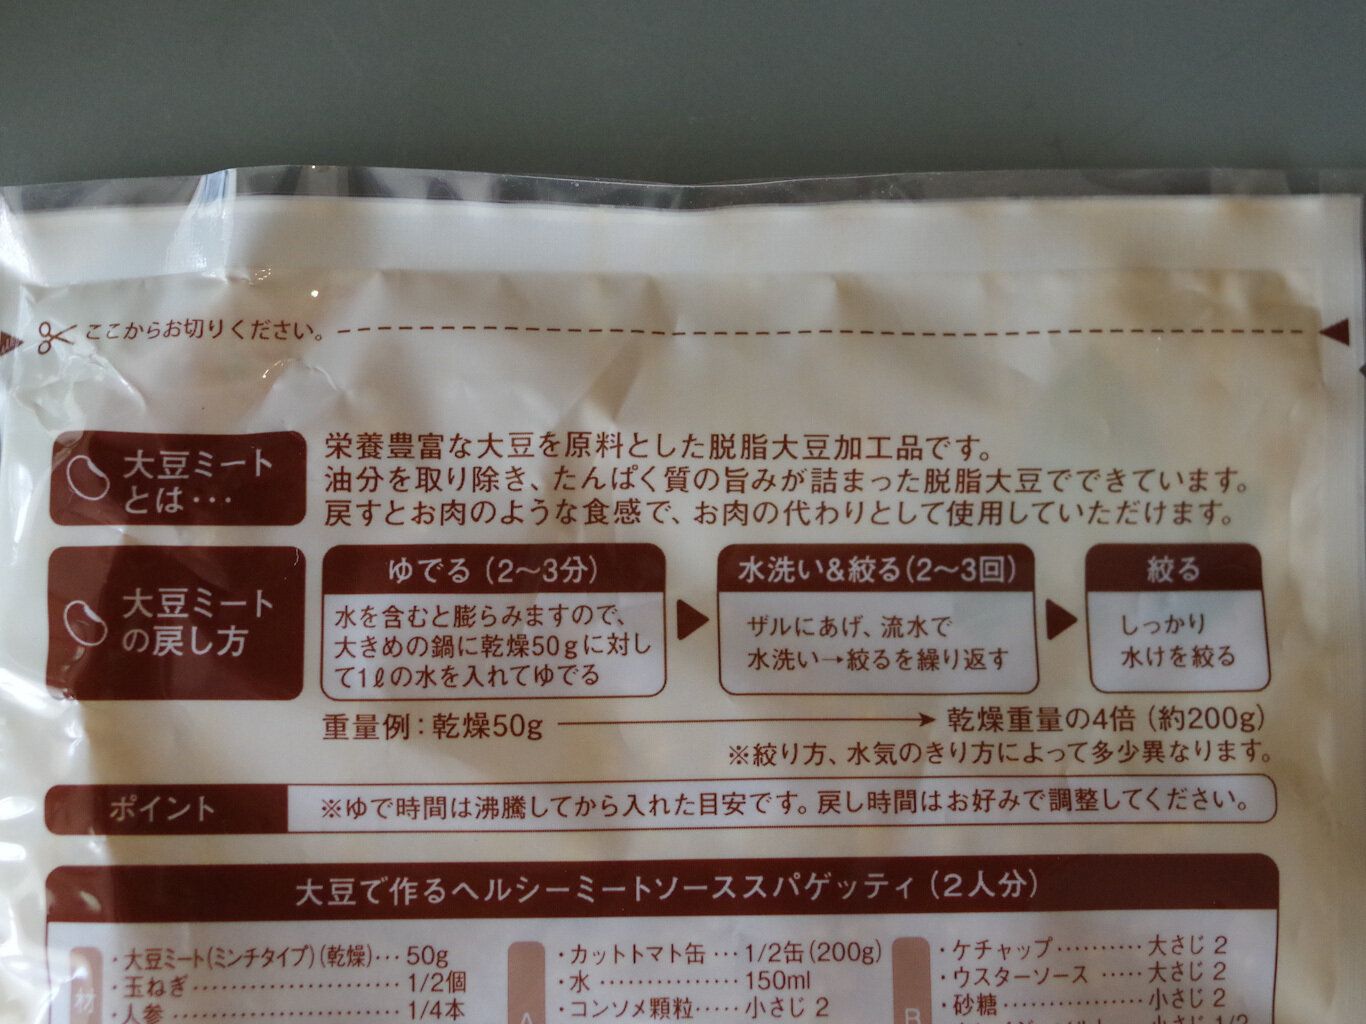 ここからお切りください。
大豆ミート
とは・・・
栄養豊富な大豆を原料とした脱脂大豆加工品です。
油分を取り除き、たんぱく質の旨みが詰まった脱脂大豆でできています。
戻すとお肉のような食感で、お肉の代わりとして使用していただけます。
大豆ミート
の戻し方
ゆでる（2～3分）
水を含むと膨らみますので、
大きめの鍋に乾燥50gに対し
て1ℓの水を入れてゆでる
水洗い&絞る（2～3回）
ザルにあげ、流水で
水洗い→絞るを繰り返す
絞る
しっかり
水けを絞る
重量例：乾燥50g → 乾燥重量の4倍（約200g）
※絞り方、水気のきり方によって多少異なります。
ポイント
※ゆで時間は沸騰してから入れた目安です。戻し時間はお好みで調整してください。
大豆で作るヘルシーミートソーススパゲッティ（2人分）
材
・大豆ミート（ミンチタイプ）（乾燥）… 50g
・玉ねぎ…………………… 1/2個
・人参…………………… 1/4本
A
・カットトマト缶… 1/2缶（200g）
・水…………… 150ml
・コンソメ顆粒…… 小さじ 2
B
・ケチャップ………… 大さじ 2
・ウスターソース …… 大さじ 2
・砂糖……………… 小さじ 2
小さじ 1/2